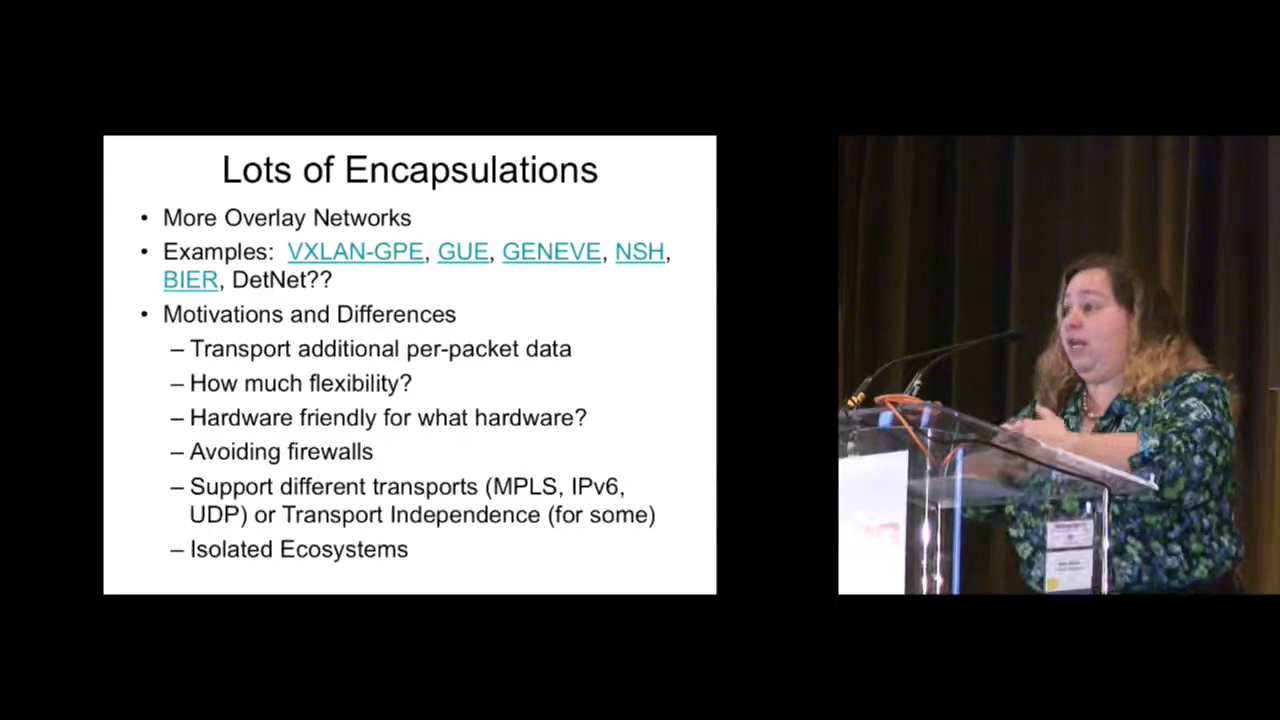 Lots of Encapsulations
• More Overlay Networks
• Examples: VXLAN-GPE, GUE, GENEVE, NSH,
BIER, DetNet??
• Motivations and Differences
– Transport additional per-packet data
– How much flexibility?
– Hardware friendly for what hardware?
– Avoiding firewalls
– Support different transports (MPLS, IPv6,
UDP) or Transport Independence (for some)
– Isolated Ecosystems